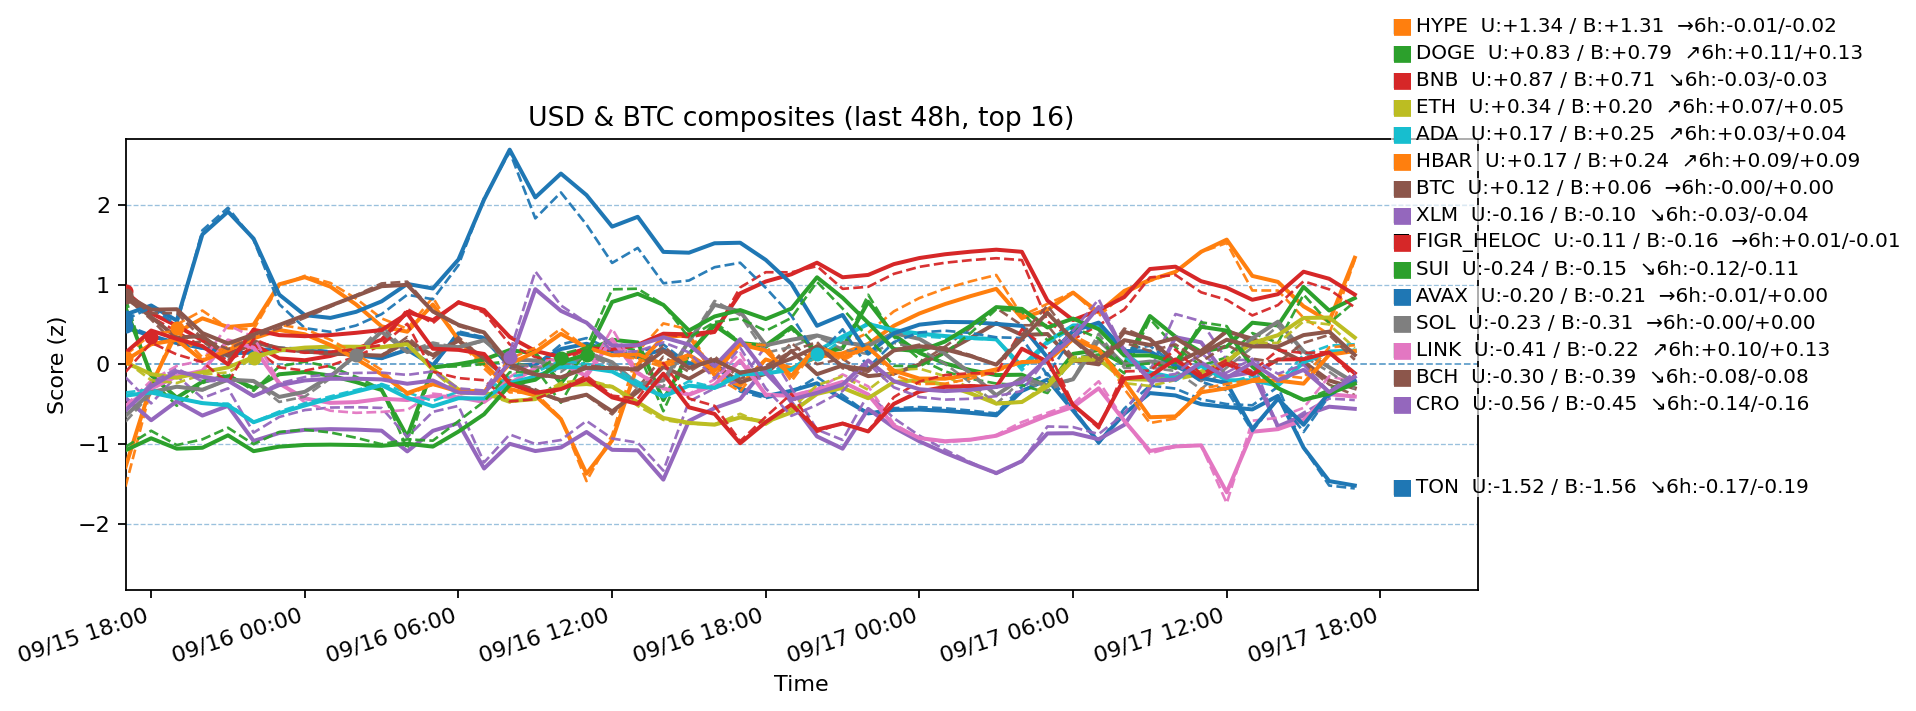 HYPE  U:+1.34 / B:+1.31  →6h:-0.01/-0.02
DOGE  U:+0.83 / B:+0.79  ↗6h:+0.11/+0.13
BNB  U:+0.87 / B:+0.71  ↘6h:-0.03/-0.03
ETH  U:+0.34 / B:+0.20  ↗6h:+0.07/+0.05
USD & BTC composites (last 48h, top 16)
ADA  U:+0.17 / B:+0.25  ↗6h:+0.03/+0.04
HBAR  U:+0.17 / B:+0.24  ↗6h:+0.09/+0.09
BTC  U:+0.12 / B:+0.06  →6h:-0.00/+0.00
XLM  U:-0.16 / B:-0.10  ↘6h:-0.03/-0.04
FIGR_HELOC  U:-0.11 / B:-0.16  →6h:+0.01/-0.01
SUI  U:-0.24 / B:-0.15  ↘6h:-0.12/-0.11
AVAX  U:-0.20 / B:-0.21  →6h:-0.01/+0.00
SOL  U:-0.23 / B:-0.31  →6h:-0.00/+0.00
LINK  U:-0.41 / B:-0.22  ↗6h:+0.10/+0.13
BCH  U:-0.30 / B:-0.39  ↘6h:-0.08/-0.08
CRO  U:-0.56 / B:-0.45  ↘6h:-0.14/-0.16
TON  U:-1.52 / B:-1.56  ↘6h:-0.17/-0.19
Score (z)
2
1
0
−1
−2
09/15 18:00
09/16 00:00
09/16 06:00
09/16 12:00
09/16 18:00
09/17 00:00
09/17 06:00
09/17 12:00
09/17 18:00
Time